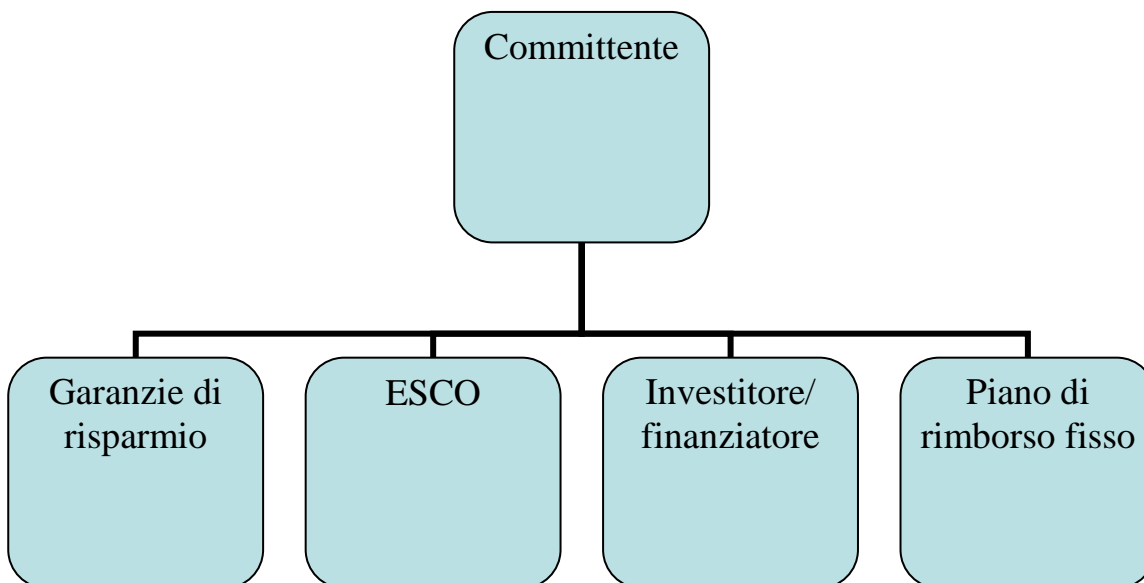 Committente
Garanzie di
risparmio
ESCO
Investitore/
finanziatore
Piano di
rimborso fisso